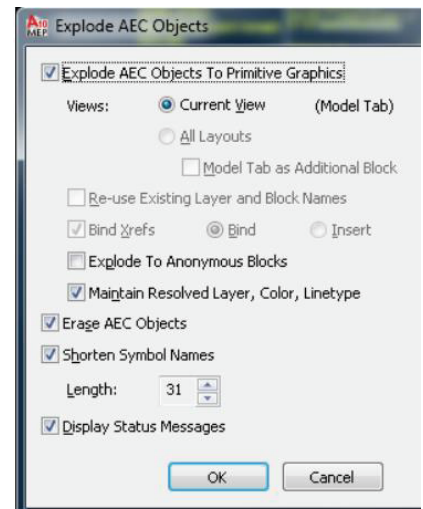 A10
MEP
Explode AEC Objects
Explode AEC Objects To Primitive Graphics
Views: Current View (Model Tab)
All Layouts
Model Tab as Additional Block
Re-use Existing Layer and Block Names
Bind Xrefs Bind Insert
Explode To Anonymous Blocks
Maintain Resolved Layer, Color, Linetype
Erase AEC Objects
Shorten Symbol Names
Length: 31
Display Status Messages
OK Cancel